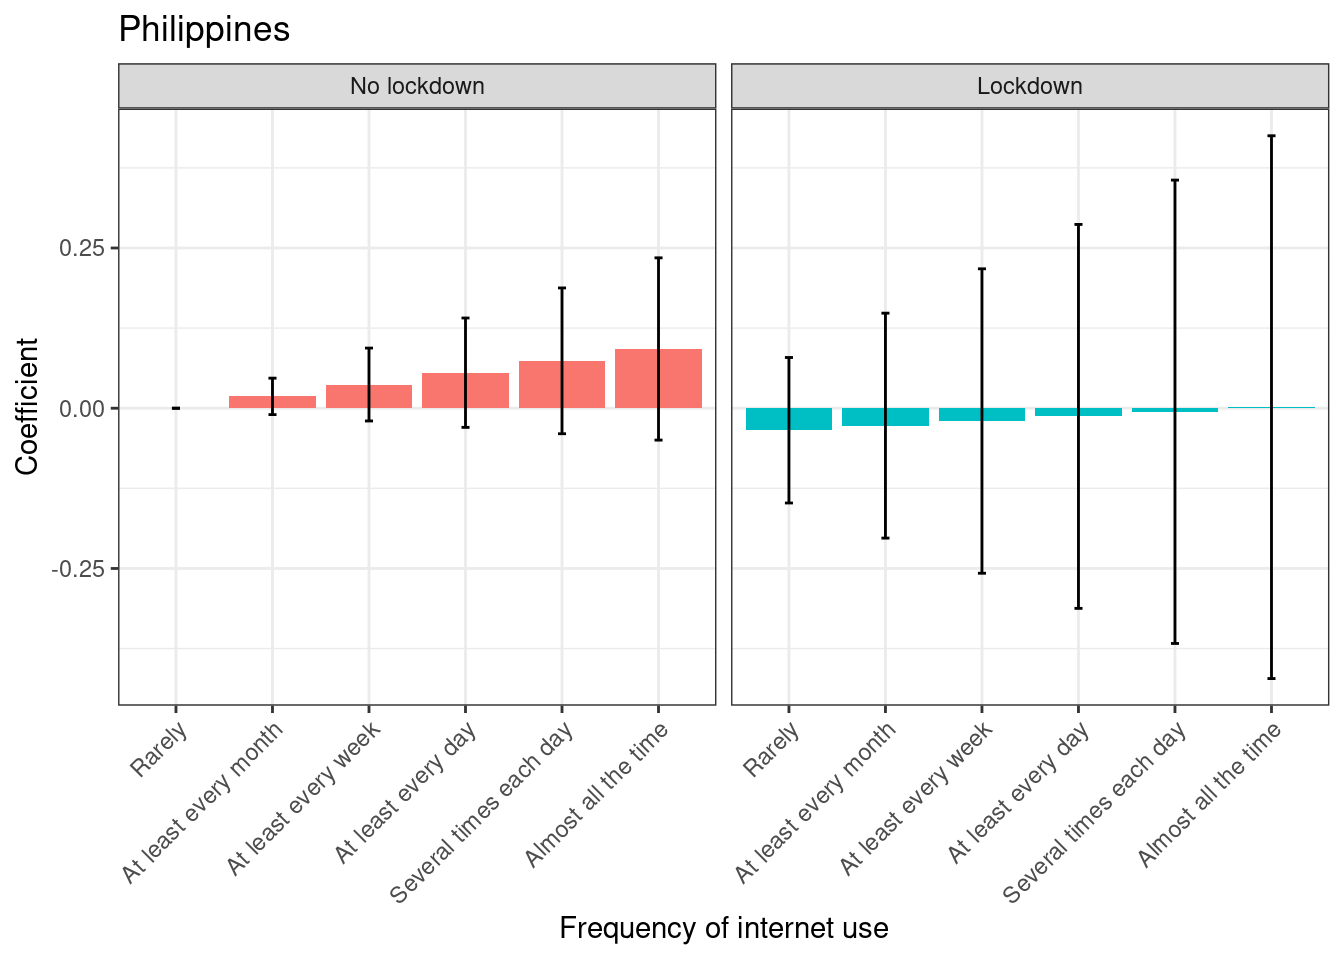 Philippines
No lockdown
Lockdown
Coefficient
0.25
0.00
-0.25
Rarely
At least every month
At least every week
At least every day
Several times each day
Almost all the time
Rarely
At least every month
At least every week
At least every day
Several times each day
Almost all the time
Frequency of internet use